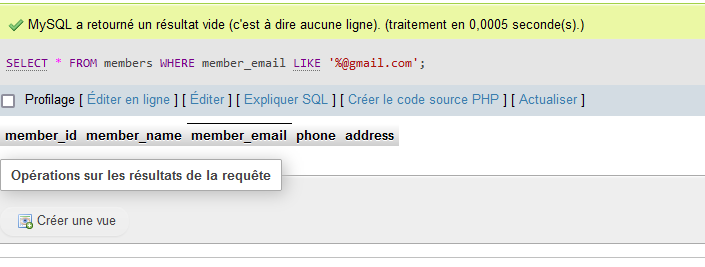 MySQL a retourné un résultat vide (c'est à dire aucune ligne). (traitement en 0,0005 seconde(s).)
SELECT * FROM members WHERE member_email LIKE '%@gmail.com';
Profilage [ Éditer en ligne ] [ Éditer ] [ Expliquer SQL ] [ Créer le code source PHP ] [ Actualiser ]
member_id member_name member_email phone address
Opérations sur les résultats de la requête
Créer une vue